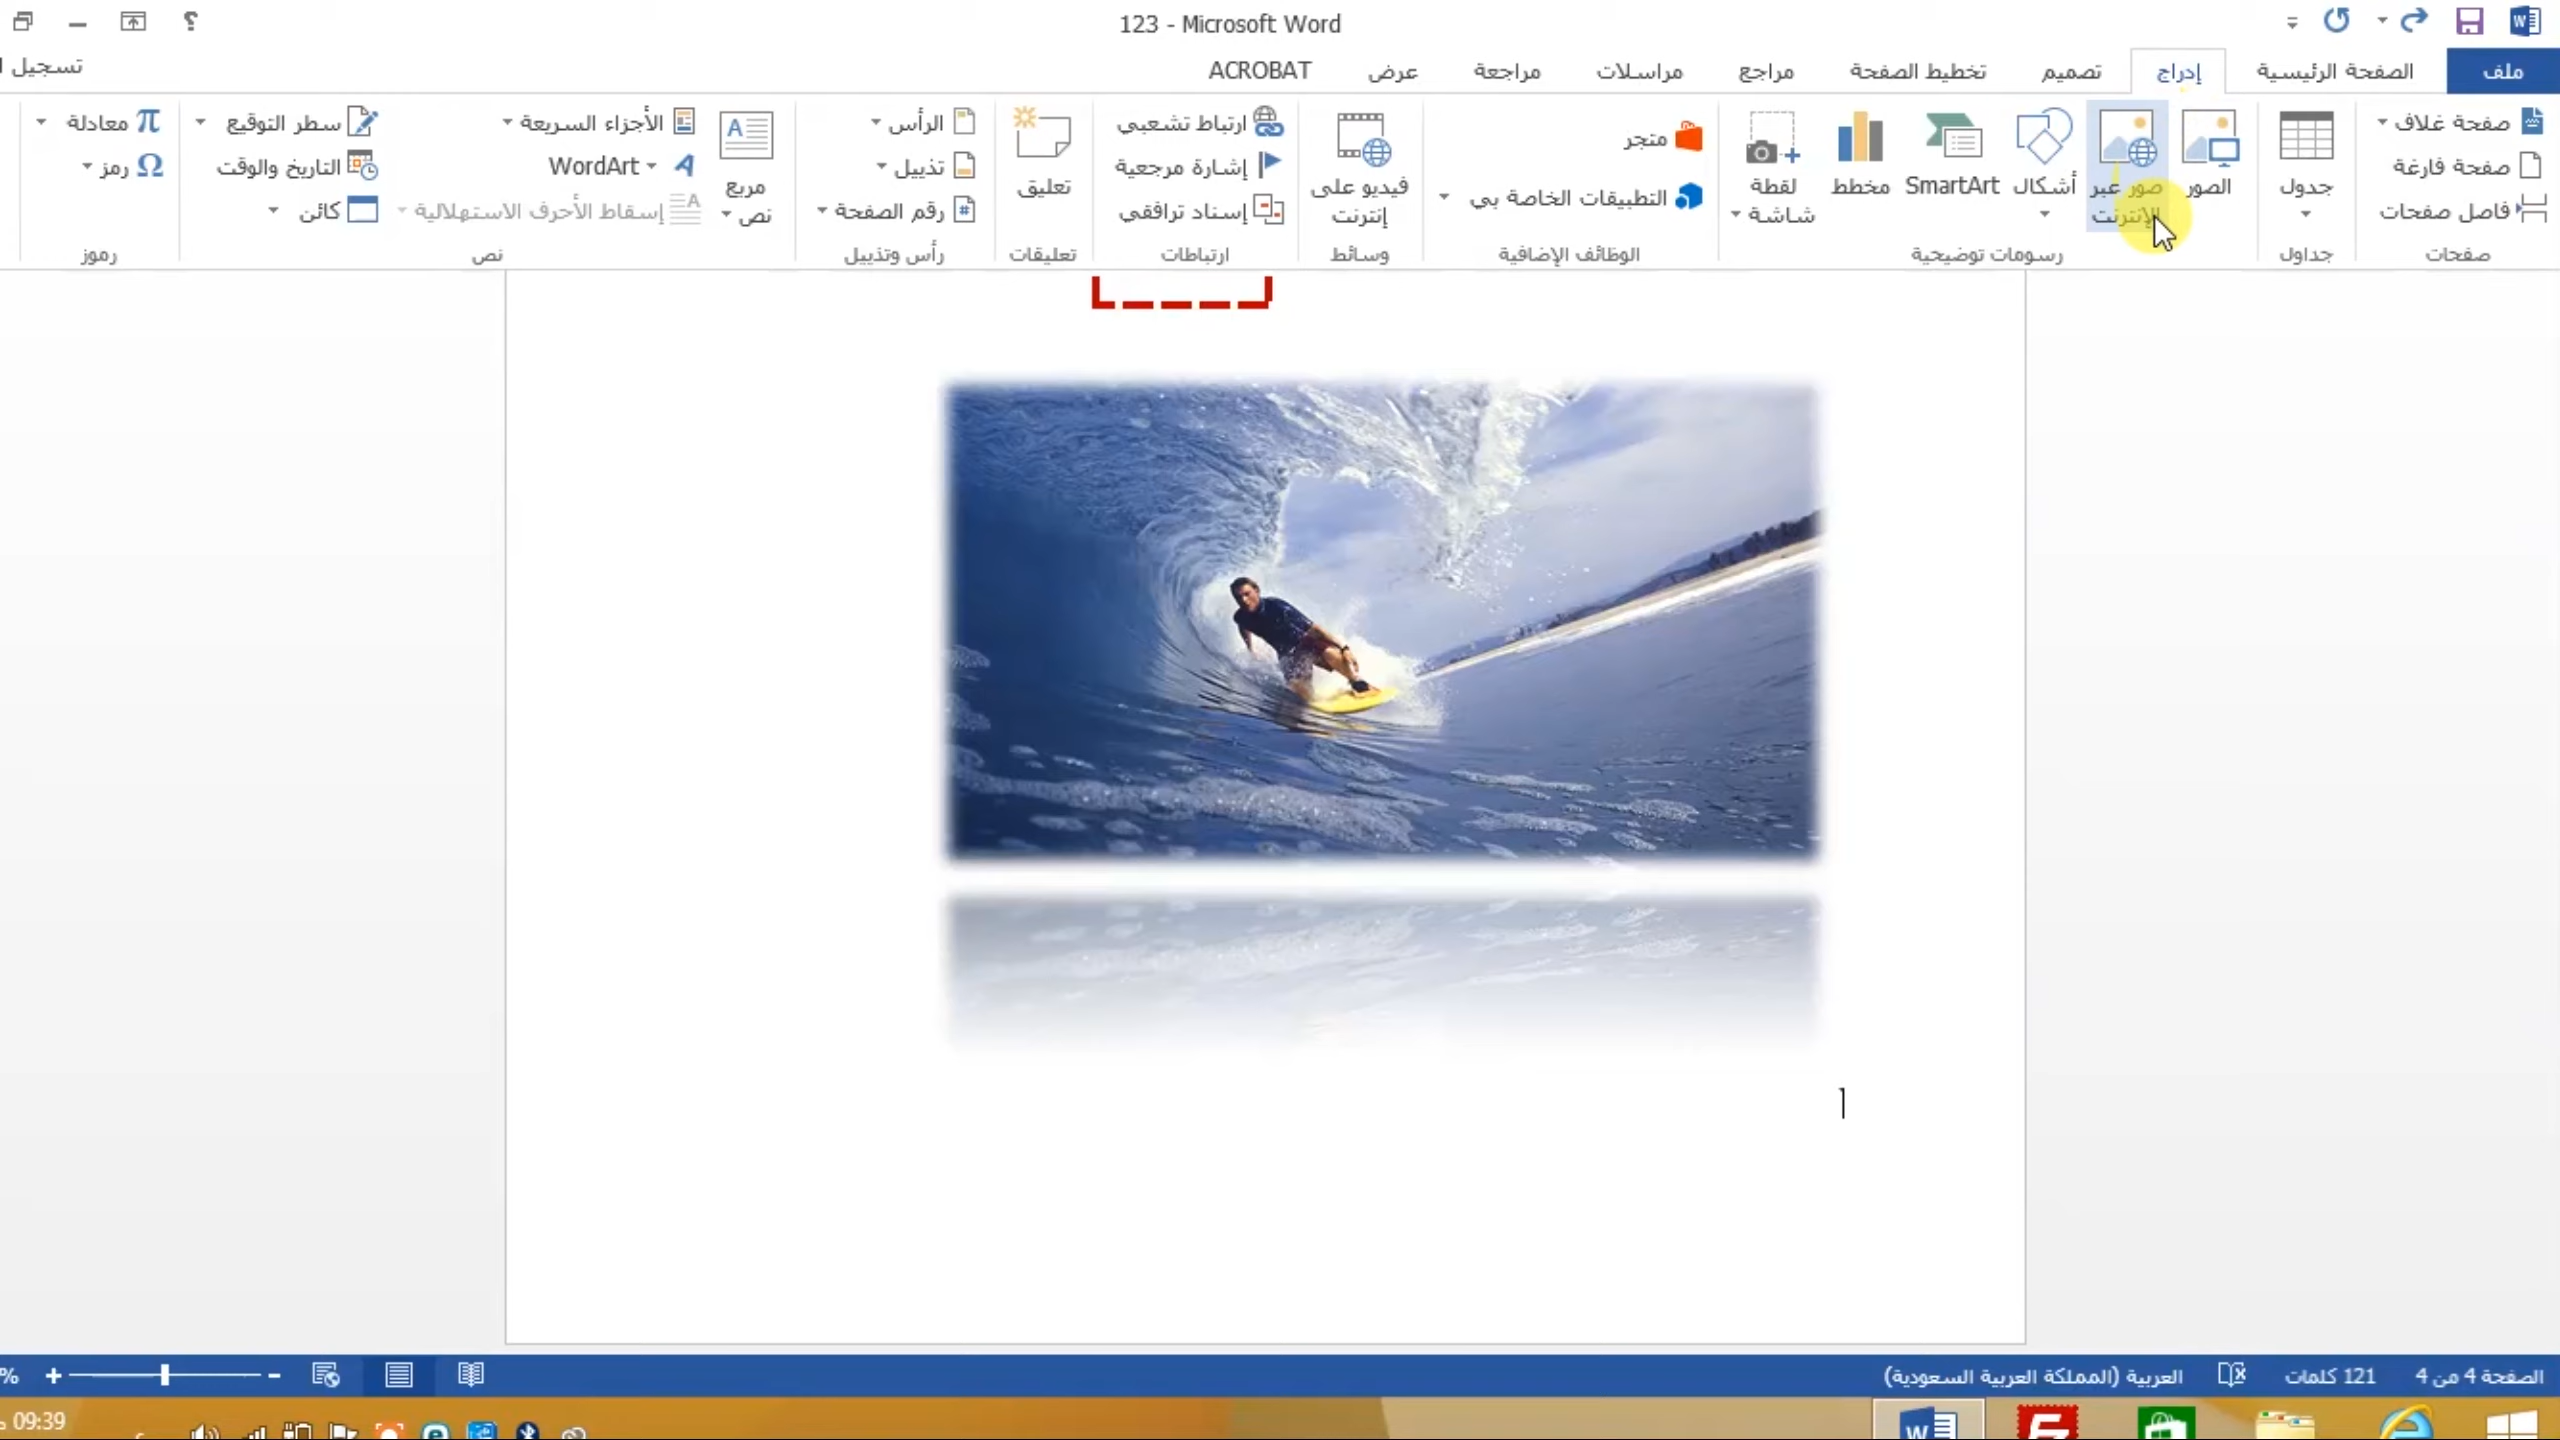 123 - Microsoft Word
تسجيل
ملف
الصفحة الرئيسية
إدراج
تصميم
تخطيط الصفحة
مراجع
مراسلات
مراجعة
عرض
ACROBAT
صفحة غلاف
صفحة فارغة
فاصل صفحات
صفحات
جدول
جداول
الصور
صور عبر
الإنترنت
أشكال
SmartArt
مخطط
لقطة
شاشة
رسومات توضيحية
متجر
التطبيقات الخاصة بي
الوظائف الإضافية
فيديو على
إنترنت
وسائط
ارتباط تشعبي
إشارة مرجعية
إسناد ترافقي
ارتباطات
تعليق
تعليقات
الرأس
تذييل
رقم الصفحة
رأس وتذييل
مربع
نص
الأجزاء السريعة
WordArt
إسقاط الأحرف الاستهلالية
سطر التوقيع
التاريخ والوقت
كائن
نص
معادلة
رمز
رموز
الصفحة 4 من 4
121 كلمات
العربية (المملكة العربية السعودية)
%
09:39